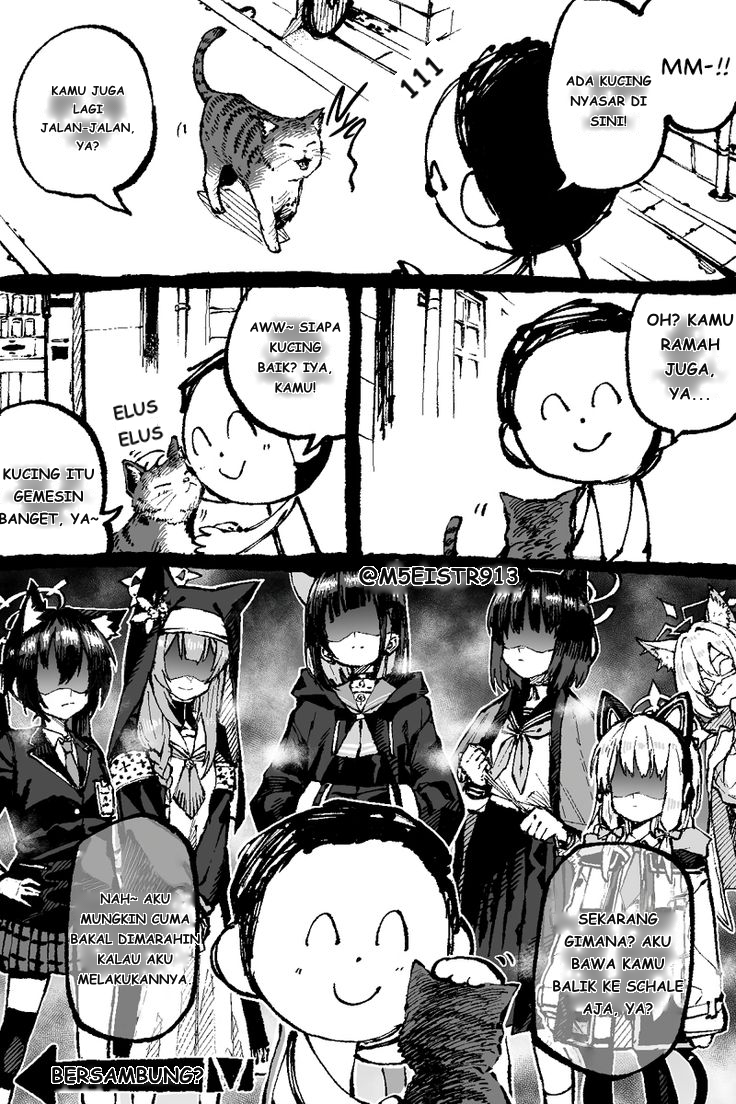 MM-!!
ADA KUCING
NYASAR DI
SINI!
111
KAMU JUGA
LAGI
JALAN-JALAN,
YA?
OH? KAMU
RAMAH
JUGA,
YA...
AWW~ SIAPA
KUCING
BAIK? IYA,
KAMU!
ELUS
ELUS
KUCING ITU
GEMESIN
BANGET, YA~
@M5EISTR913
SEKARANG
GIMANA? AKU
BAWA KAMU
BALIK KE SCHALE
AJA, YA?
NAH~ AKU
MUNGKIN CUMA
BAKAL DIMARAHIN
KALAU AKU
MELAKUKANNYA.
BERSAMBUNG?